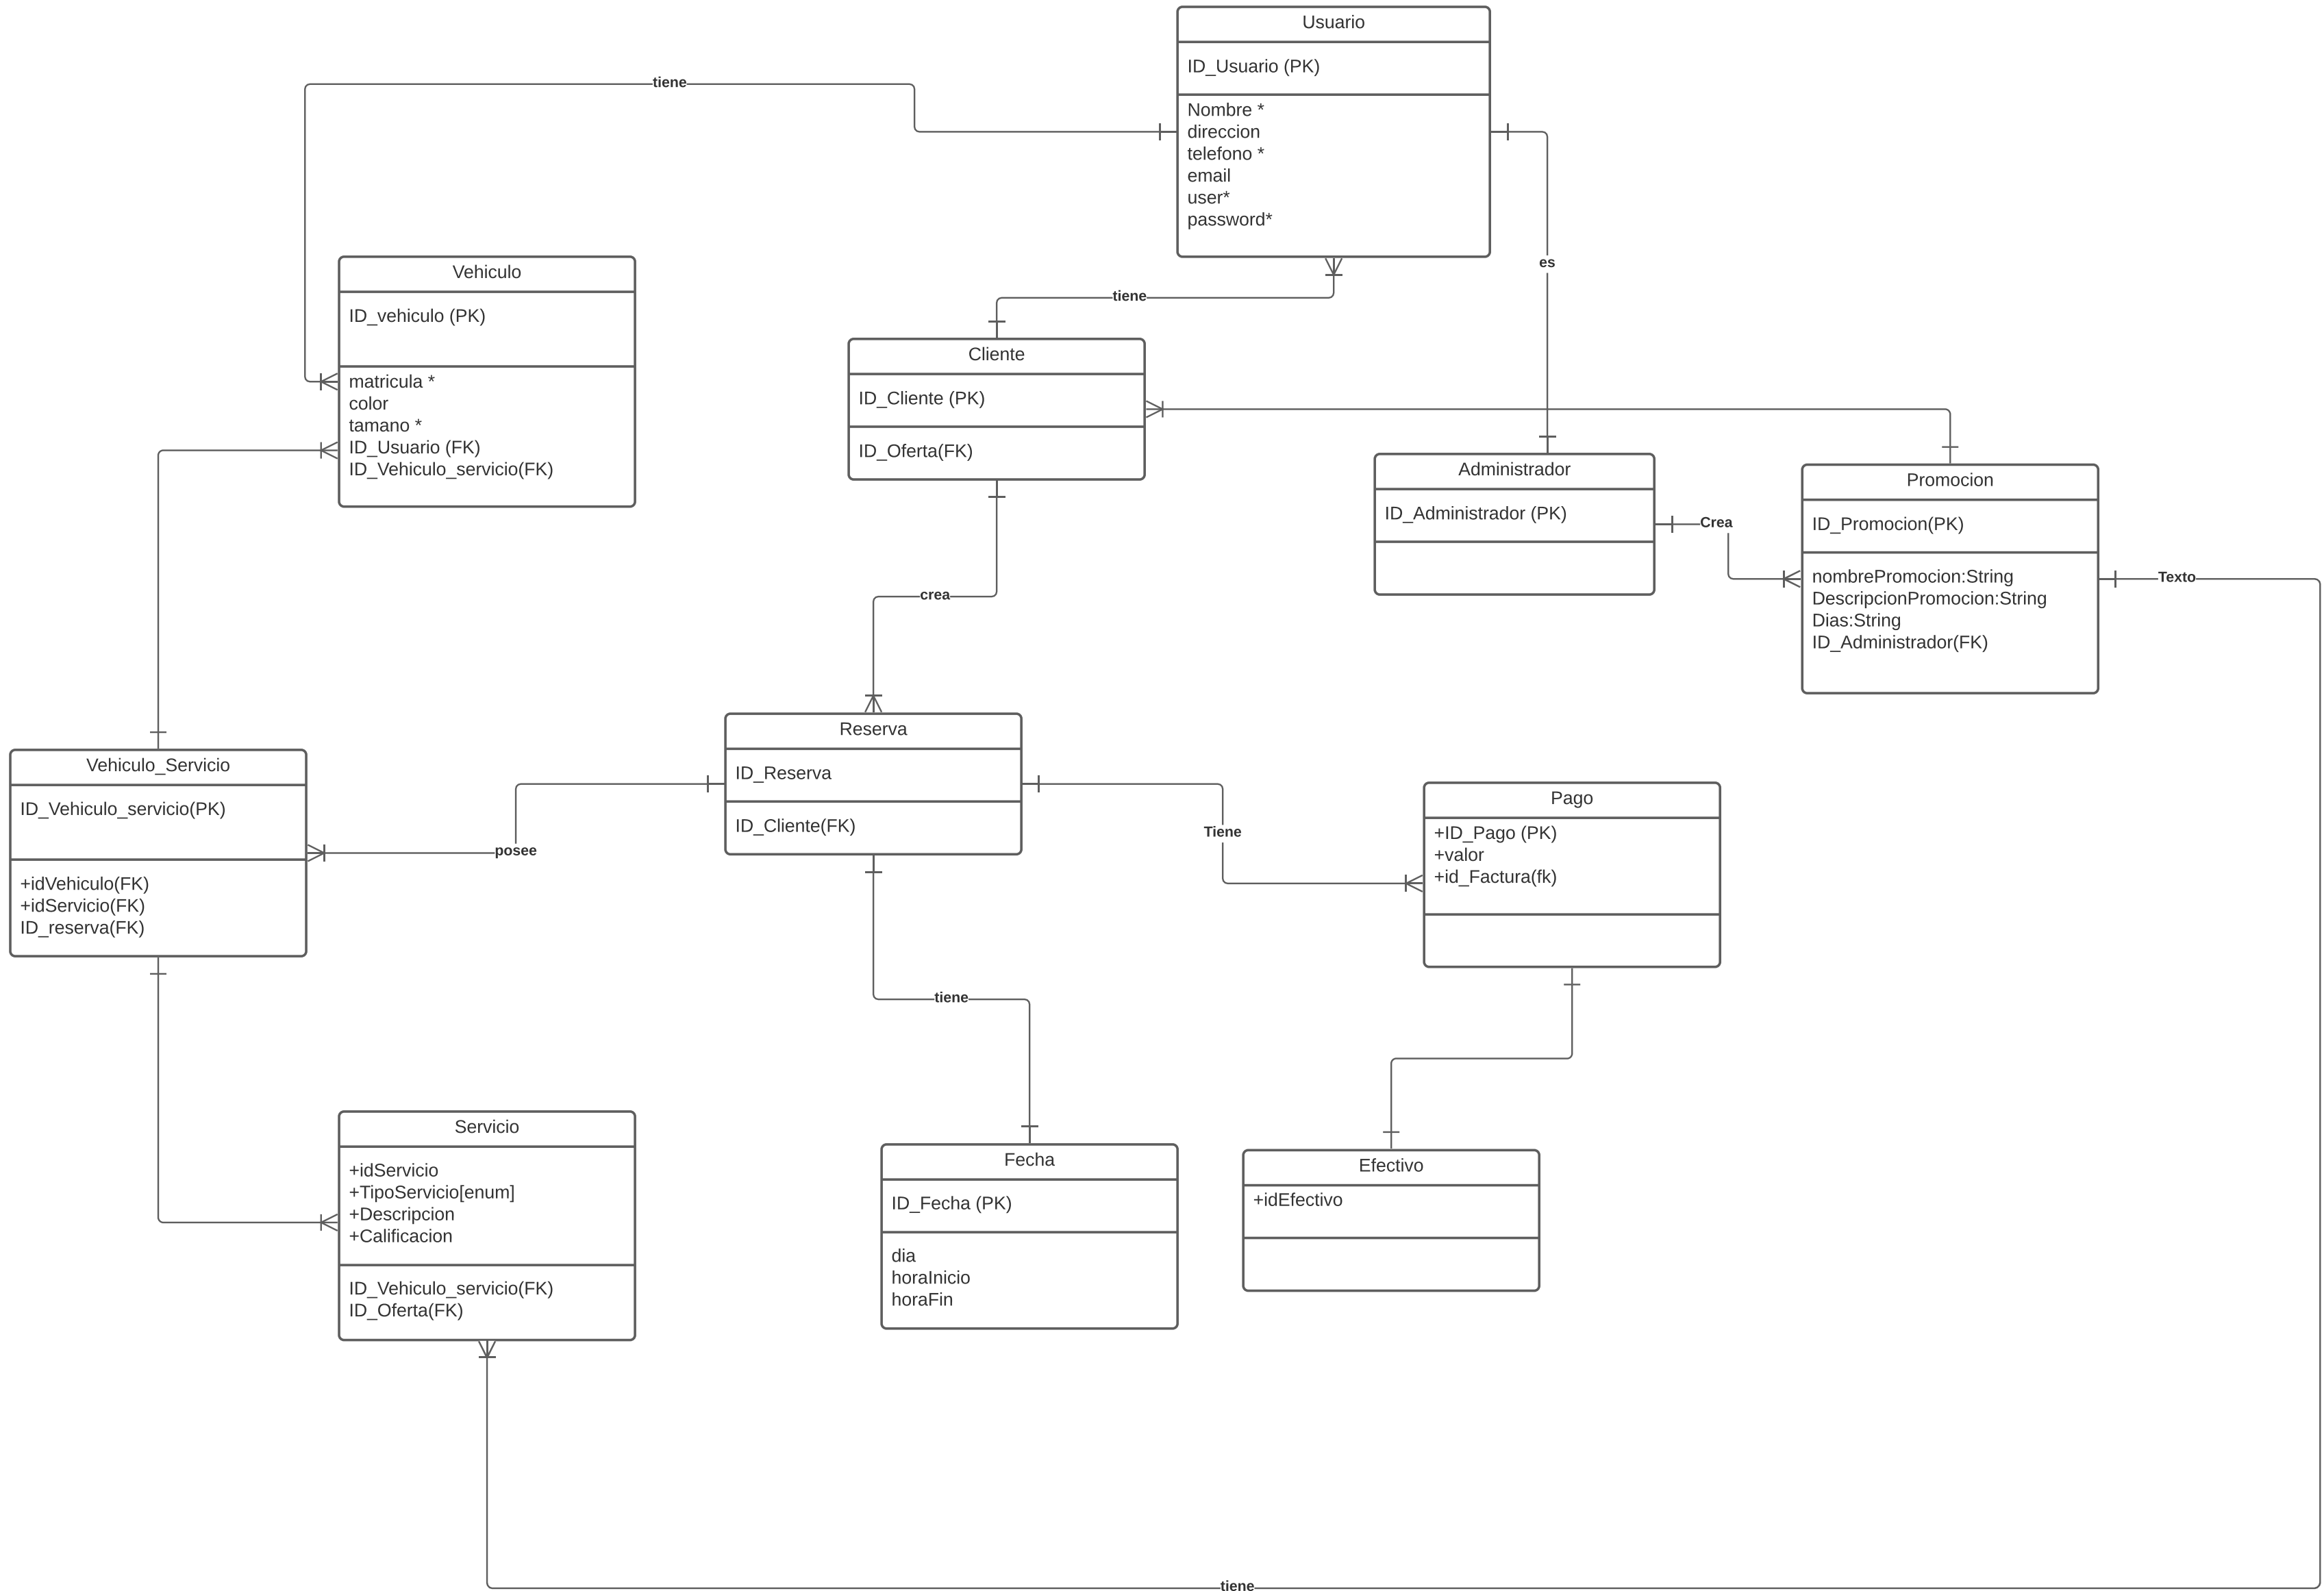 Usuario
ID_Usuario (PK)
Nombre *
direccion
telefono *
email
user*
password*
tiene
es
tiene
Vehiculo
ID_vehiculo (PK)
matricula *
color
tamano *
ID_Usuario (FK)
ID_Vehiculo_servicio(FK)
Cliente
ID_Cliente (PK)
ID_Oferta(FK)
Administrador
ID_Administrador (PK)
Crea
Promocion
ID_Promocion(PK)
nombrePromocion:String
DescripcionPromocion:String
Dias:String
ID_Administrador(FK)
Texto
crea
Vehiculo_Servicio
ID_Vehiculo_servicio(PK)
+idVehiculo(FK)
+idServicio(FK)
ID_reserva(FK)
posee
Reserva
ID_Reserva
ID_Cliente(FK)
Tiene
Pago
+ID_Pago (PK)
+valor
+id_Factura(fk)
tiene
Servicio
+idServicio
+TipoServicio[enum]
+Descripcion
+Calificacion
ID_Vehiculo_servicio(FK)
ID_Oferta(FK)
Fecha
ID_Fecha (PK)
dia
horaInicio
horaFin
Efectivo
+idEfectivo
tiene